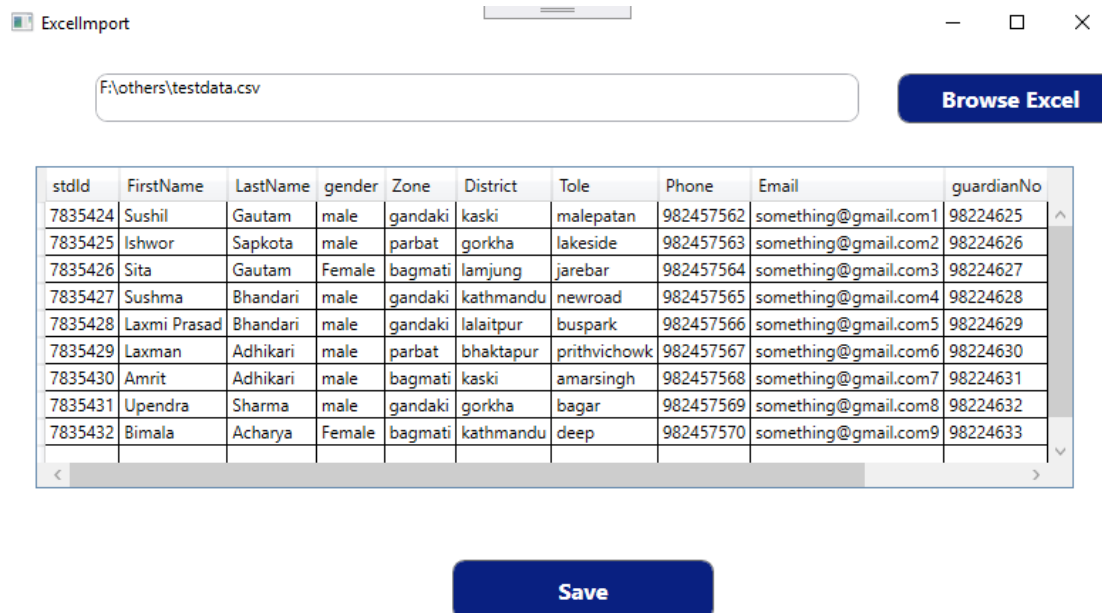 ExcelImport
F:\others\testdata.csv
Browse Excel
stdId FirstName LastName gender Zone District Tole Phone Email guardianNo
7835424 Sushil Gautam male gandaki kaski malepatan 982457562 something@gmail.com1 98224625
7835425 Ishwor Sapkota male parbat gorkha lakeside 982457563 something@gmail.com2 98224626
7835426 Sita Gautam Female bagmati lamjung jarebar 982457564 something@gmail.com3 98224627
7835427 Sushma Bhandari male gandaki kathmandu newroad 982457565 something@gmail.com4 98224628
7835428 Laxmi Prasad Bhandari male gandaki lalaitpur buspark 982457566 something@gmail.com5 98224629
7835429 Laxman Adhikari male parbat bhaktapur prithvichowk 982457567 something@gmail.com6 98224630
7835430 Amrit Adhikari male bagmati kaski amarsingh 982457568 something@gmail.com7 98224631
7835431 Upendra Sharma male gandaki gorkha bagar 982457569 something@gmail.com8 98224632
7835432 Bimala Acharya Female bagmati kathmandu deep 982457570 something@gmail.com9 98224633
Save